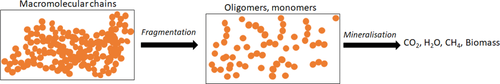 Macromolecular chains
Fragmentation
Oligomers, monomers
Mineralisation
CO2, H2O, CH4, Biomass